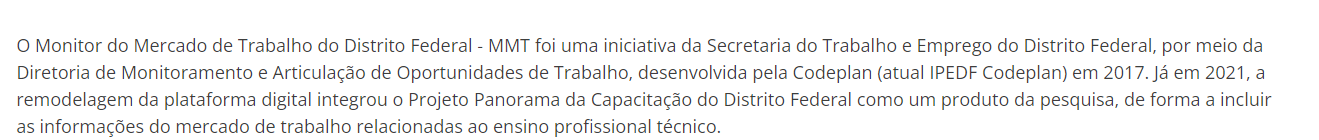 O Monitor do Mercado de Trabalho do Distrito Federal - MMT foi uma iniciativa da Secretaria do Trabalho e Emprego do Distrito Federal, por meio da
Diretoria de Monitoramento e Articulação de Oportunidades de Trabalho, desenvolvida pela Codeplan (atual IPEDF Codeplan) em 2017. Já em 2021, a
remodelagem da plataforma digital integrou o Projeto Panorama da Capacitação do Distrito Federal como um produto da pesquisa, de forma a incluir
as informações do mercado de trabalho relacionadas ao ensino profissional técnico.